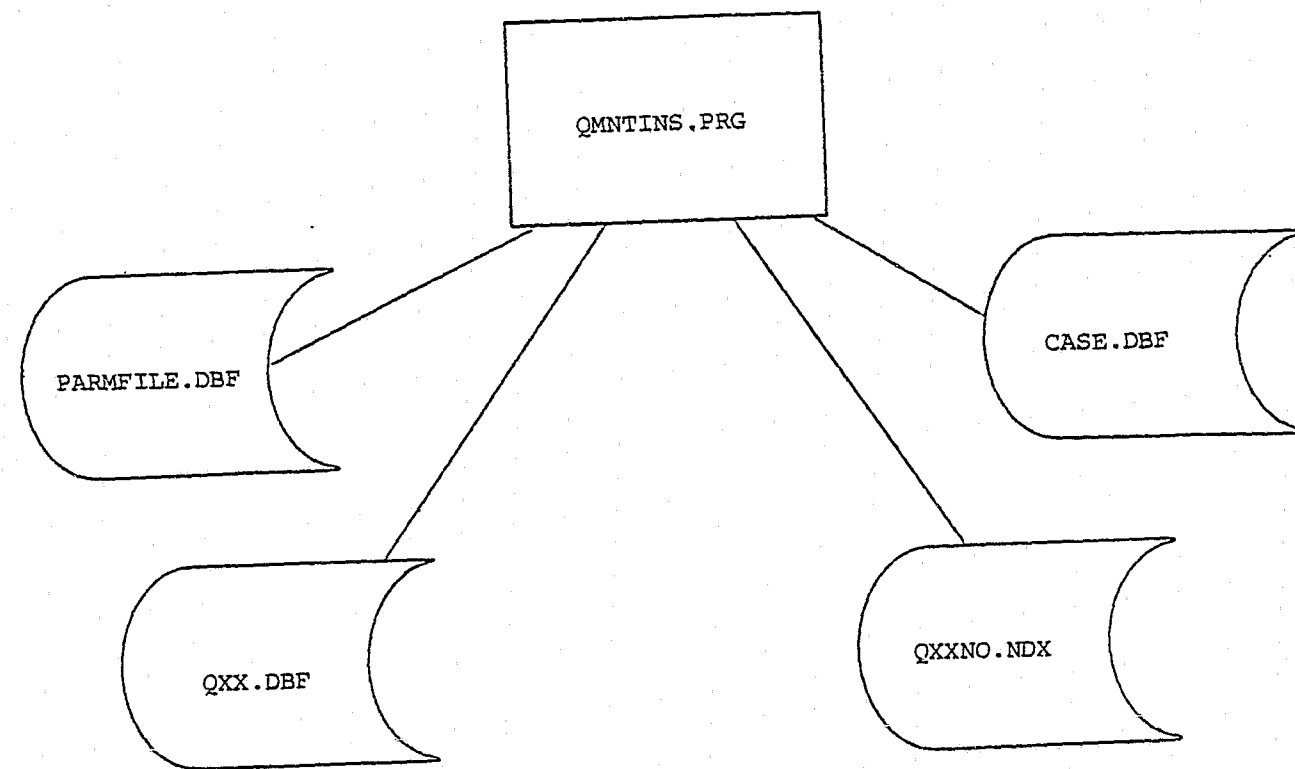 QMNTINS.PRG
CASE.DBF
PARMFILE.DBF
QXXNO.NDX
QXX.DBF